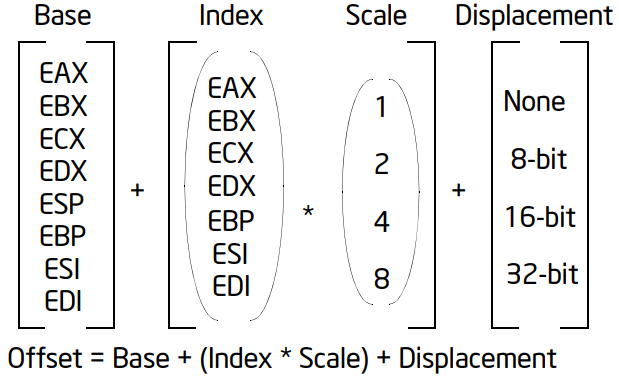 Base Index Scale Displacement
EAX
EBX
ECX
EDX
ESP
EBP
ESI
EDI
+
EAX
EBX
ECX
EDX
EBP
ESI
EDI
*
1
2
4
8
+
None
8-bit
16-bit
32-bit
Offset = Base + (Index * Scale) + Displacement